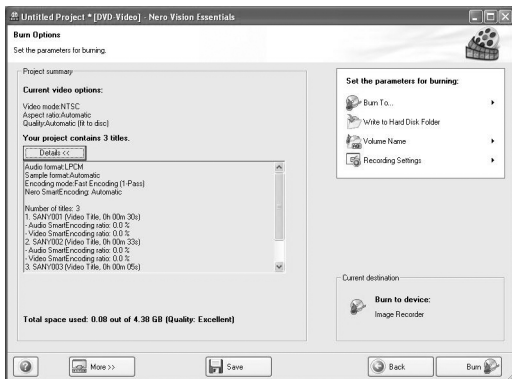 Untitled Project *[DVD-Video] - Nero Vision Essentials
Burn Options
Set the parameters for burning.
Project summary
Current video options:
Video mode:NTSC
Aspect ratio:Automatic
Quality:Automatic (fit to disc)
Your project contains 3 titles.
Details <<
Audio format:LPCM
Sample format:Automatic
Encoding mode:Fast Encoding (1-Pass)
Nero SmartEncoding: Automatic
Number of titles: 3
1. SANY001 (Video Title, 0h 00m 30s)
- Audio SmartEncoding ratio: 0.0 %
- Video SmartEncoding ratio: 0.0 %
2. SANY002 (Video Title, 0h 00m 33s)
- Audio SmartEncoding ratio: 0.0 %
- Video SmartEncoding ratio: 0.0 %
3. SANY003 (Video Title, 0h 00m 05s)
Total space used: 0.08 out of 4.38 GB (Quality: Excellent)
Set the parameters for burning:
Burn To...
Write to Hard Disk Folder
Volume Name
Recording Settings
Current destination
Burn to device:
Image Recorder
More >>
Save
Back
Burn